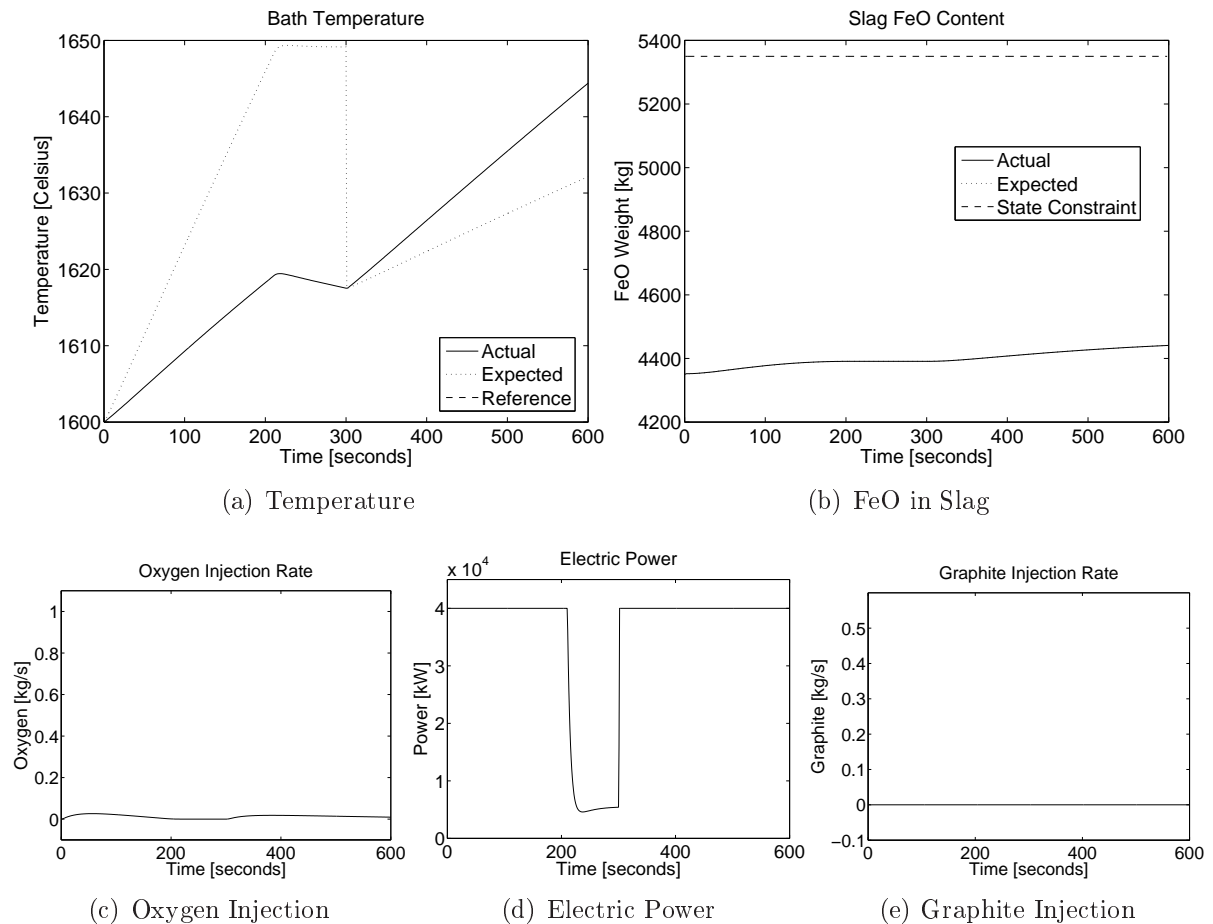 Bath Temperature
1650
1640
1630
1620
1610
1600
Temperature [Celsius]
Actual
Expected
Reference
0 100 200 300 400 500 600
Time [seconds]
(a) Temperature
Slag FeO Content
5400
5200
5000
4800
4600
4400
4200
FeO Weight [kg]
Actual
Expected
State Constraint
0 100 200 300 400 500 600
Time [seconds]
(b) FeO in Slag
Oxygen Injection Rate
1
0.8
0.6
0.4
0.2
0
Oxygen [kg/s]
0 200 400 600
Time [seconds]
(c) Oxygen Injection
Electric Power
x 10^4
4
3
2
1
0
Power [kW]
0 200 400 600
Time [seconds]
(d) Electric Power
Graphite Injection Rate
0.5
0.4
0.3
0.2
0.1
0
−0.1
Graphite [kg/s]
0 200 400 600
Time [seconds]
(e) Graphite Injection